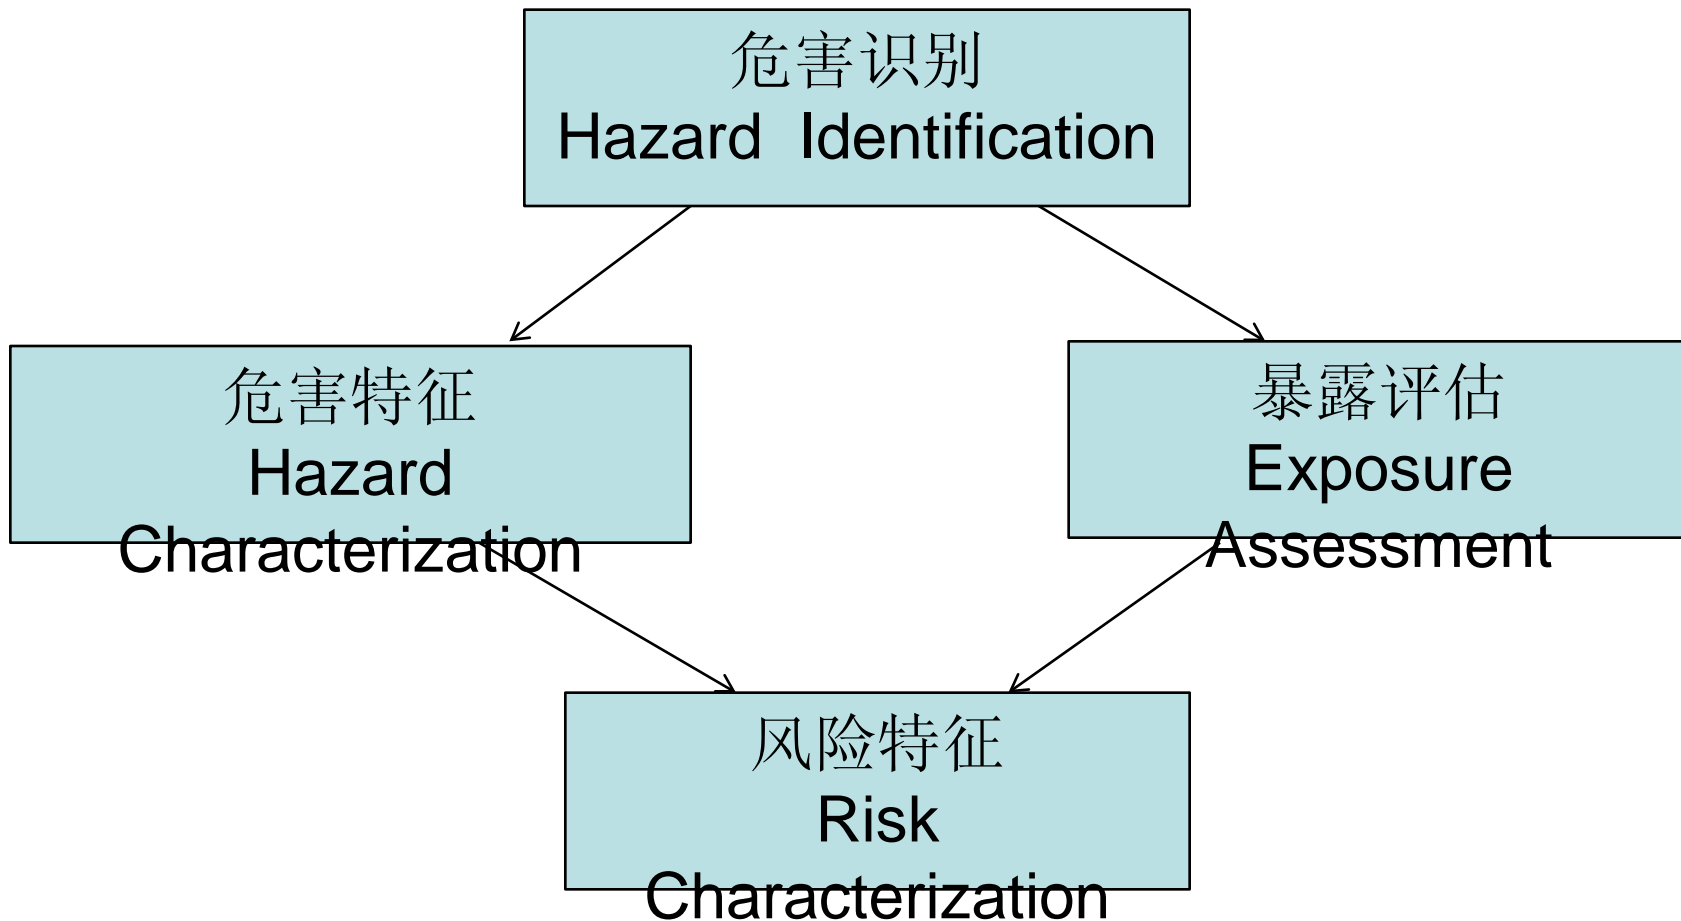 危害识别
Hazard Identification
危害特征
Hazard
Characterization
暴露评估
Exposure
Assessment
风险特征
Risk
Characterization